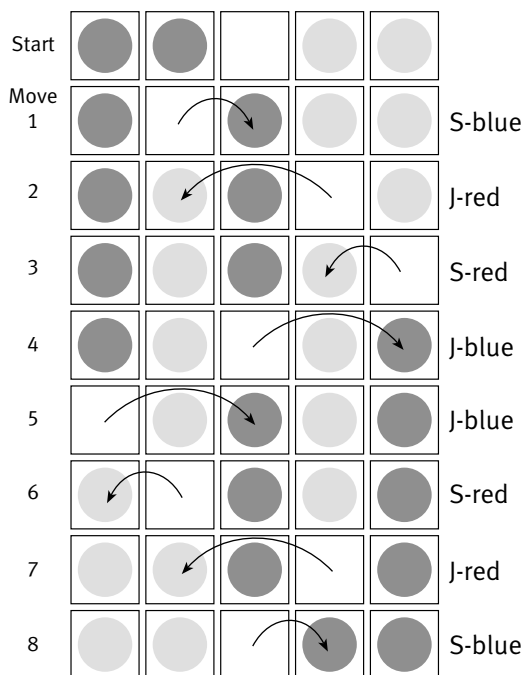 Start
Move
1 S-blue
2 J-red
3 S-red
4 J-blue
5 J-blue
6 S-red
7 J-red
8 S-blue